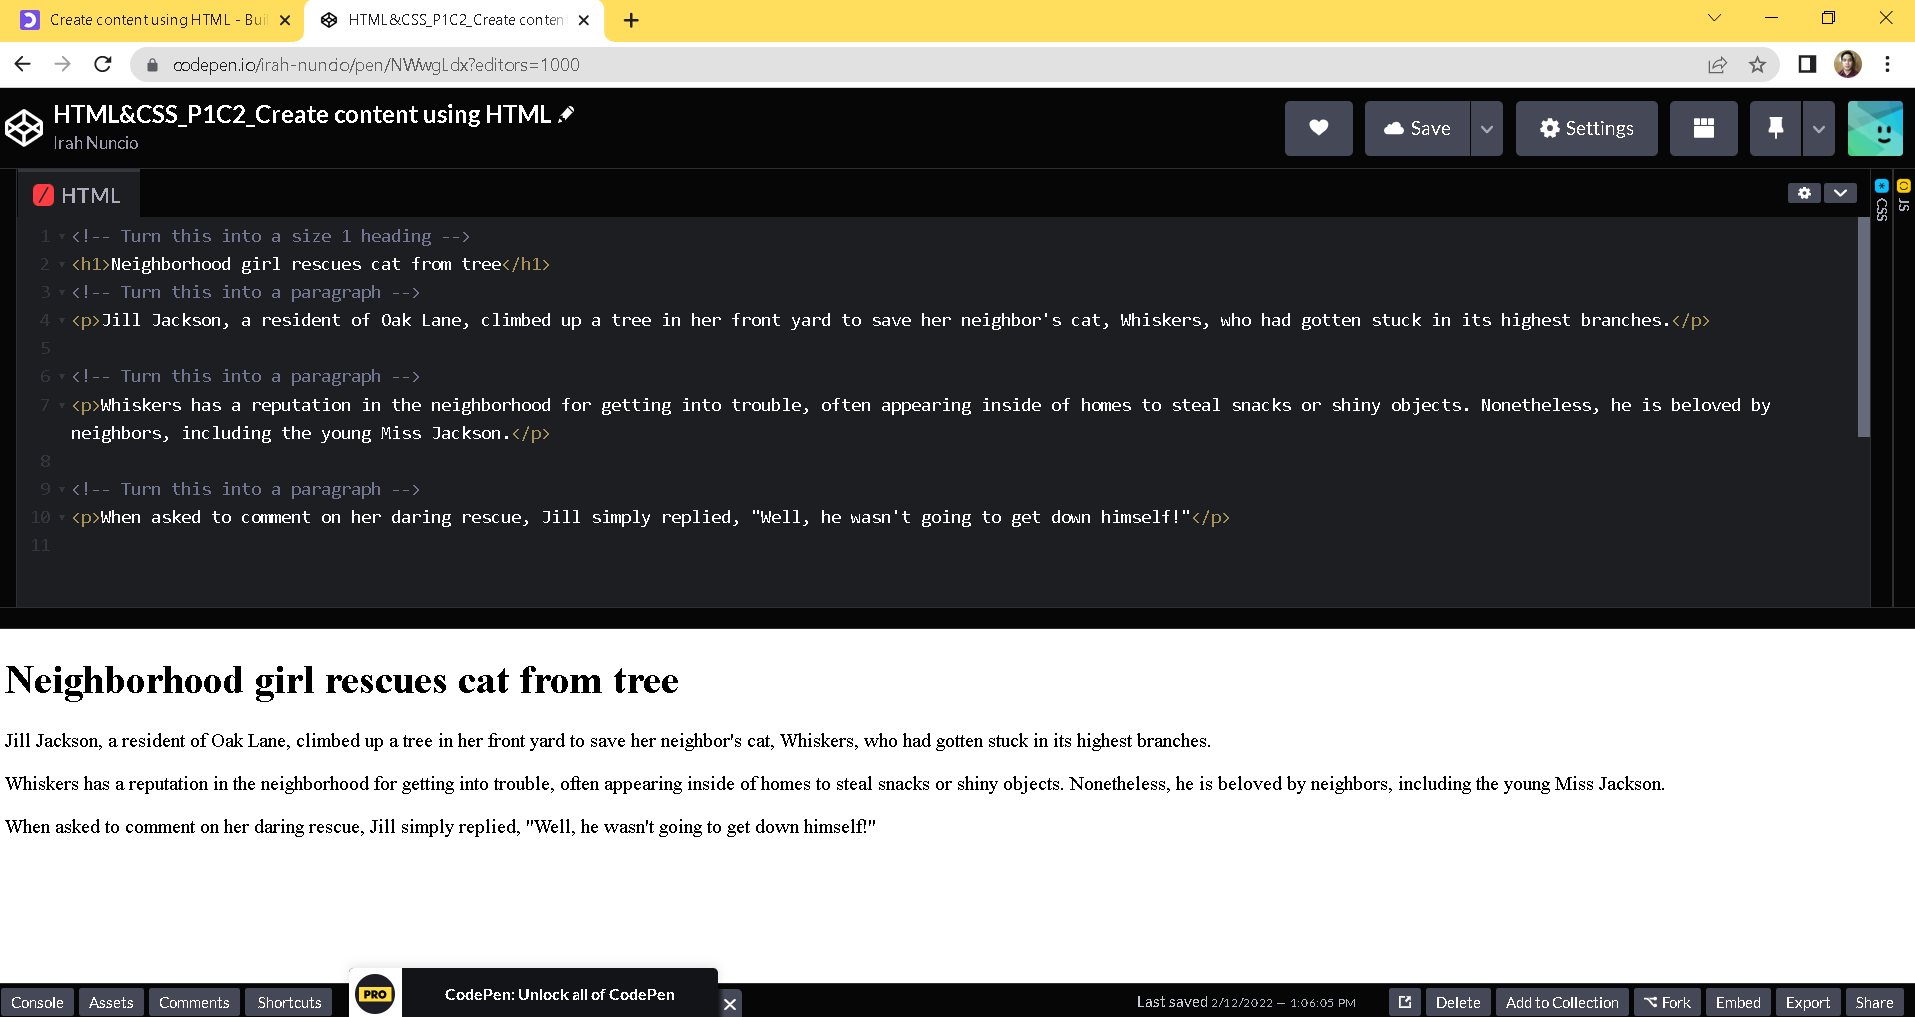 Create content using HTML - Buil
HTML&CSS_P1C2_Create conten
codepen.io/irah-nuncio/pen/NWwgLdx?editors=1000
HTML&CSS_P1C2_Create content using HTML
Irah Nuncio
Save
Settings
HTML
CSS
JS
1 <!-- Turn this into a size 1 heading -->
2 <h1>Neighborhood girl rescues cat from tree</h1>
3 <!-- Turn this into a paragraph -->
4 <p>Jill Jackson, a resident of Oak Lane, climbed up a tree in her front yard to save her neighbor's cat, Whiskers, who had gotten stuck in its highest branches.</p>
5
6 <!-- Turn this into a paragraph -->
7 <p>Whiskers has a reputation in the neighborhood for getting into trouble, often appearing inside of homes to steal snacks or shiny objects. Nonetheless, he is beloved by
neighbors, including the young Miss Jackson.</p>
8
9 <!-- Turn this into a paragraph -->
10 <p>When asked to comment on her daring rescue, Jill simply replied, "Well, he wasn't going to get down himself!"</p>
11
Neighborhood girl rescues cat from tree
Jill Jackson, a resident of Oak Lane, climbed up a tree in her front yard to save her neighbor's cat, Whiskers, who had gotten stuck in its highest branches.
Whiskers has a reputation in the neighborhood for getting into trouble, often appearing inside of homes to steal snacks or shiny objects. Nonetheless, he is beloved by neighbors, including the young Miss Jackson.
When asked to comment on her daring rescue, Jill simply replied, "Well, he wasn't going to get down himself!"
Console
Assets
Comments
Shortcuts
PRO
CodePen: Unlock all of CodePen
Last saved 2/12/2022 — 1:06:05 PM
Delete
Add to Collection
Fork
Embed
Export
Share